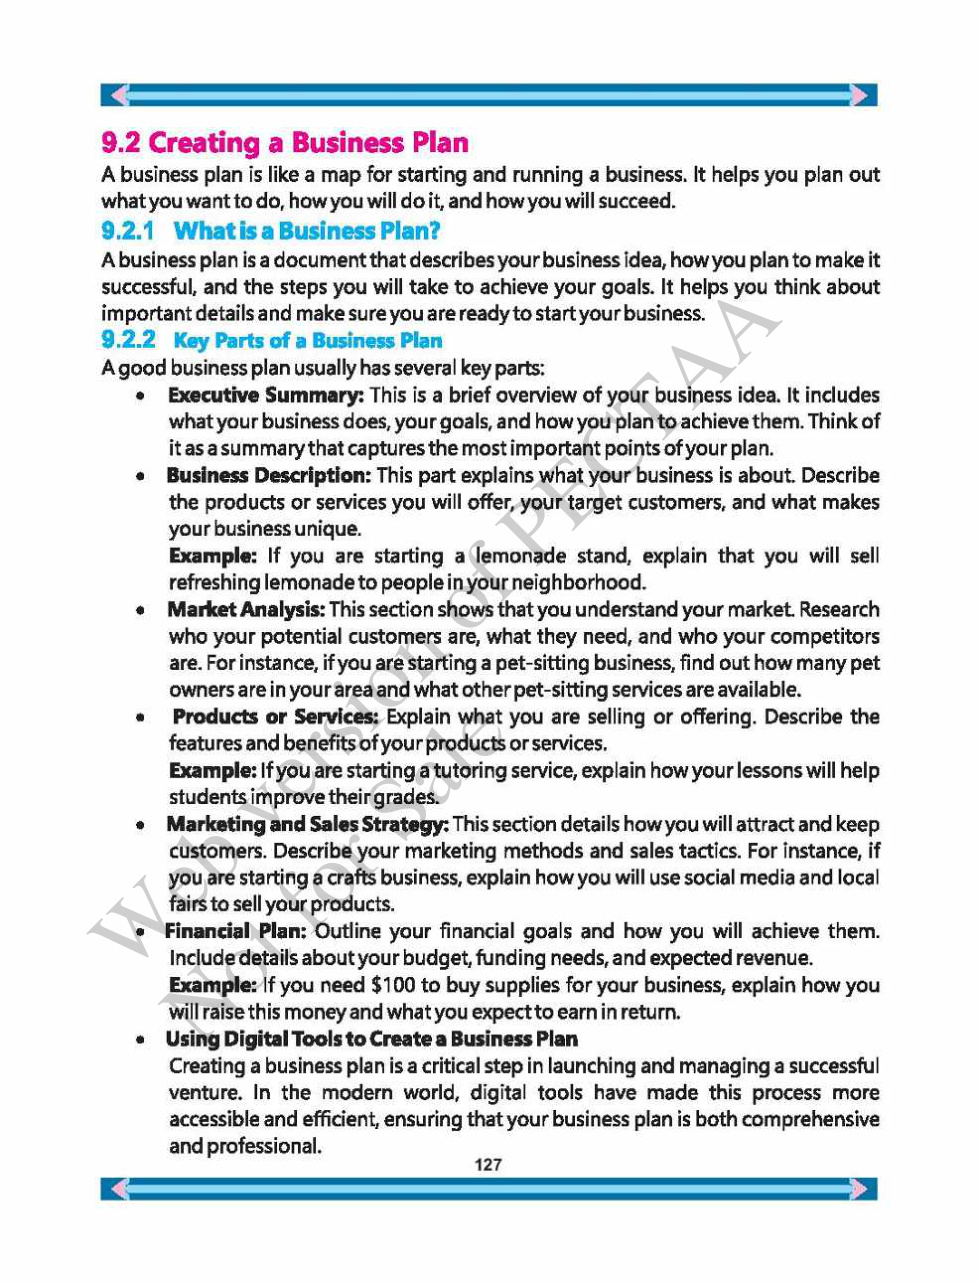 9.2 Creating a Business Plan
A business plan is like a map for starting and running a business. It helps you plan out
what you want to do, how you will do it, and how you will succeed.
9.2.1 What is a Business Plan?
A business plan is a document that describes your business idea, how you plan to make it
successful, and the steps you will take to achieve your goals. It helps you think about
important details and make sure you are ready to start your business.
9.2.2 Key Parts of a Business Plan
A good business plan usually has several key parts:
• Executive Summary: This is a brief overview of your business idea. It includes
what your business does, your goals, and how you plan to achieve them. Think of
it as a summary that captures the most important points of your plan.
• Business Description: This part explains what your business is about. Describe
the products or services you will offer, your target customers, and what makes
your business unique.
Example: If you are starting a lemonade stand, explain that you will sell
refreshing lemonade to people in your neighborhood.
• Market Analysis: This section shows that you understand your market. Research
who your potential customers are, what they need, and who your competitors
are. For instance, if you are starting a pet-sitting business, find out how many pet
owners are in your area and what other pet-sitting services are available.
• Products or Services: Explain what you are selling or offering. Describe the
features and benefits of your products or services.
Example: If you are starting a tutoring service, explain how your lessons will help
students improve their grades.
• Marketing and Sales Strategy: This section details how you will attract and keep
customers. Describe your marketing methods and sales tactics. For instance, if
you are starting a crafts business, explain how you will use social media and local
fairs to sell your products.
• Financial Plan: Outline your financial goals and how you will achieve them.
Include details about your budget, funding needs, and expected revenue.
Example: If you need $100 to buy supplies for your business, explain how you
will raise this money and what you expect to earn in return.
• Using Digital Tools to Create a Business Plan
Creating a business plan is a critical step in launching and managing a successful
venture. In the modern world, digital tools have made this process more
accessible and efficient, ensuring that your business plan is both comprehensive
and professional.
127
Web version of PECTAA
Not for Sale